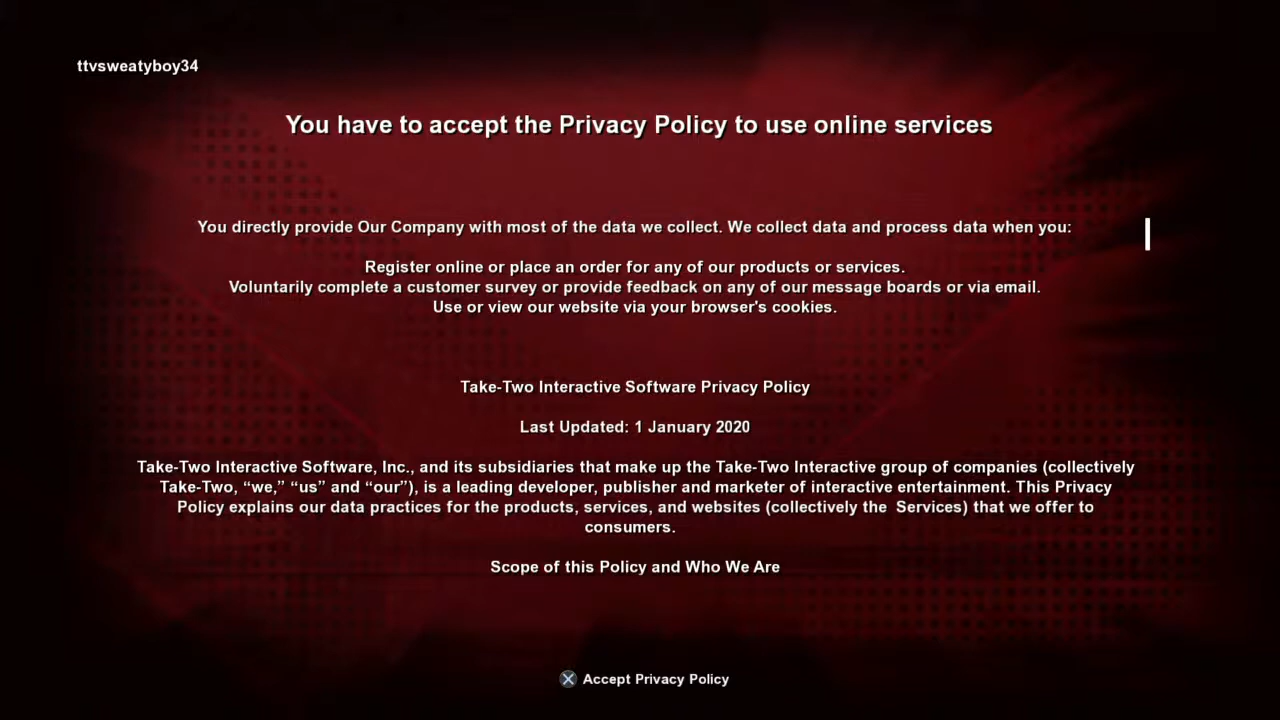 ttvsweatyboy34
You have to accept the Privacy Policy to use online services
You directly provide Our Company with most of the data we collect. We collect data and process data when you:
Register online or place an order for any of our products or services.
Voluntarily complete a customer survey or provide feedback on any of our message boards or via email.
Use or view our website via your browser's cookies.
Take-Two Interactive Software Privacy Policy
Last Updated: 1 January 2020
Take-Two Interactive Software, Inc., and its subsidiaries that make up the Take-Two Interactive group of companies (collectively
Take-Two, “we,” “us” and “our”), is a leading developer, publisher and marketer of interactive entertainment. This Privacy
Policy explains our data practices for the products, services, and websites (collectively the  Services) that we offer to
consumers.
Scope of this Policy and Who We Are
Accept Privacy Policy